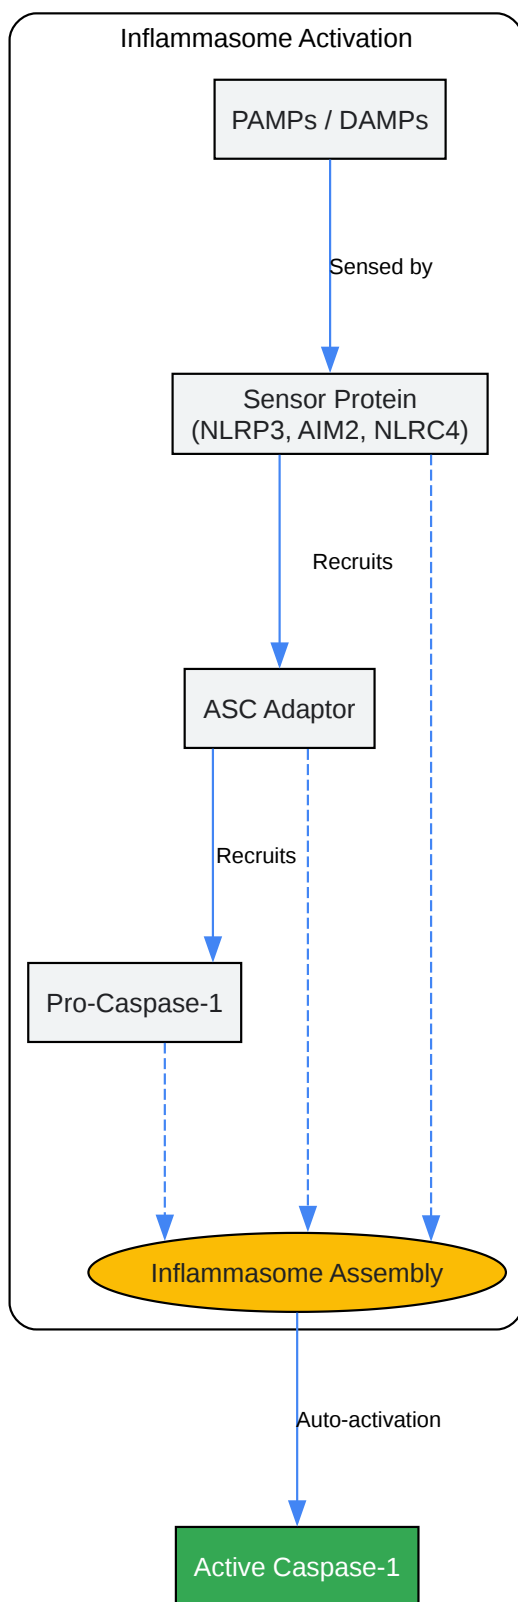 Inflammasome Activation
PAMPs / DAMPs
Sensed by
Sensor Protein
(NLRP3, AIM2, NLRC4)
Recruits
ASC Adaptor
Recruits
Pro-Caspase-1
Inflammasome Assembly
Auto-activation
Active Caspase-1